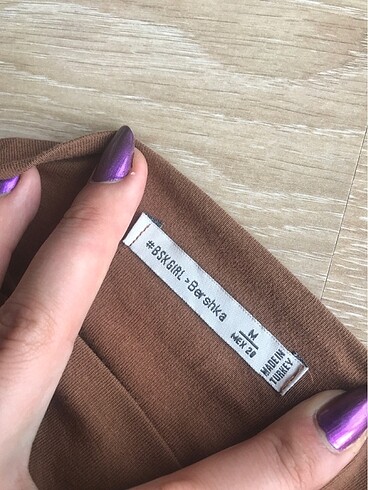 #BSKGIRL > Bershka
M
MEX 28
MADE IN
TURKEY